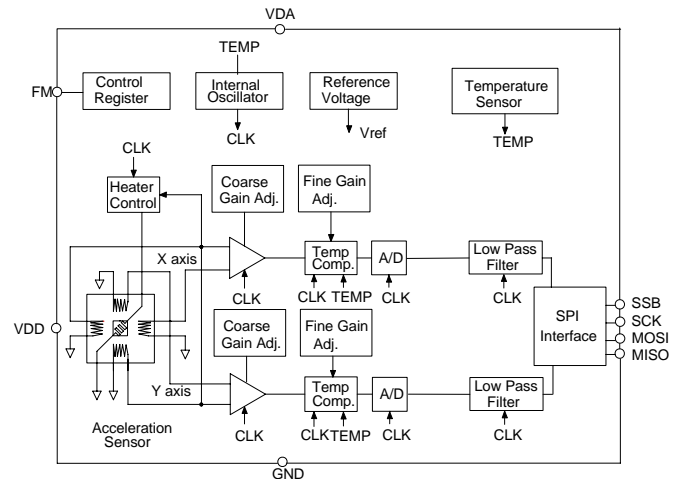 VDA
TEMP
FM
Control
Register
Internal
Oscillator
Reference
Voltage
Temperature
Sensor
CLK
Vref
TEMP
CLK
Heater
Control
Coarse
Gain Adj.
Fine Gain
Adj.
X axis
Temp
Comp.
A/D
Low Pass
Filter
CLK
CLK
TEMP
CLK
CLK
VDD
SPI
Interface
SSB
SCK
MOSI
MISO
Coarse
Gain Adj.
Fine Gain
Adj.
Y axis
Temp
Comp.
A/D
Low Pass
Filter
CLK
CLK
TEMP
CLK
CLK
Acceleration
Sensor
GND